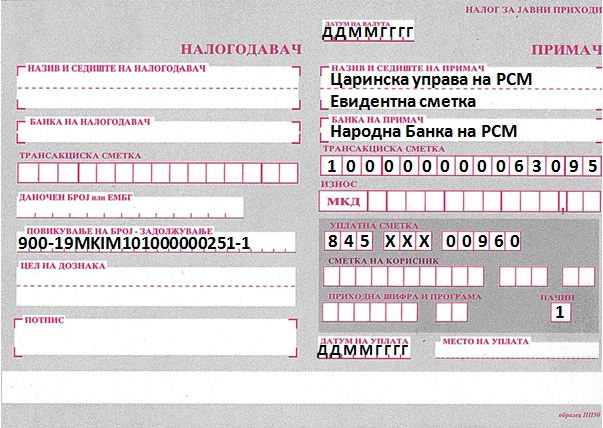 НАЛОГ ЗА ЈАВНИ ПРИХОДИ
ДАТУМ НА ВАЛУТА
ДДММГГГГ
НАЛОГОДАВАЧ
НАЗИВ И СЕДИШТЕ НА НАЛОГОДАВАЧ
БАНКА НА НАЛОГОДАВАЧ
ТРАНСАКЦИСКА СМЕТКА
ДАНОЧЕН БРОЈ или ЕМБГ
ПОВИКУВАЊЕ НА БРОЈ - ЗАДОЛЖУВАЊЕ
900-19MKIM101000000251-1
ЦЕЛ НА ДОЗНАКА
ПОТПИС
ПРИМАЧ
НАЗИВ И СЕДИШТЕ НА ПРИМАЧ
Царинска управа на РСМ
Евидентна сметка
БАНКА НА ПРИМАЧ
Народна Банка на РСМ
ТРАНСАКЦИСКА СМЕТКА
100000000063095
ИЗНОС
МКД ,
УПЛАТНА СМЕТКА
845 XXX 00960
СМЕТКА НА КОРИСНИК
ПРИХОДНА ШИФРА И ПРОГРАМА
НАЧИН
1
ДАТУМ НА УПЛАТА
ДДММГГГГ
МЕСТО НА УПЛАТА
образец ПП50